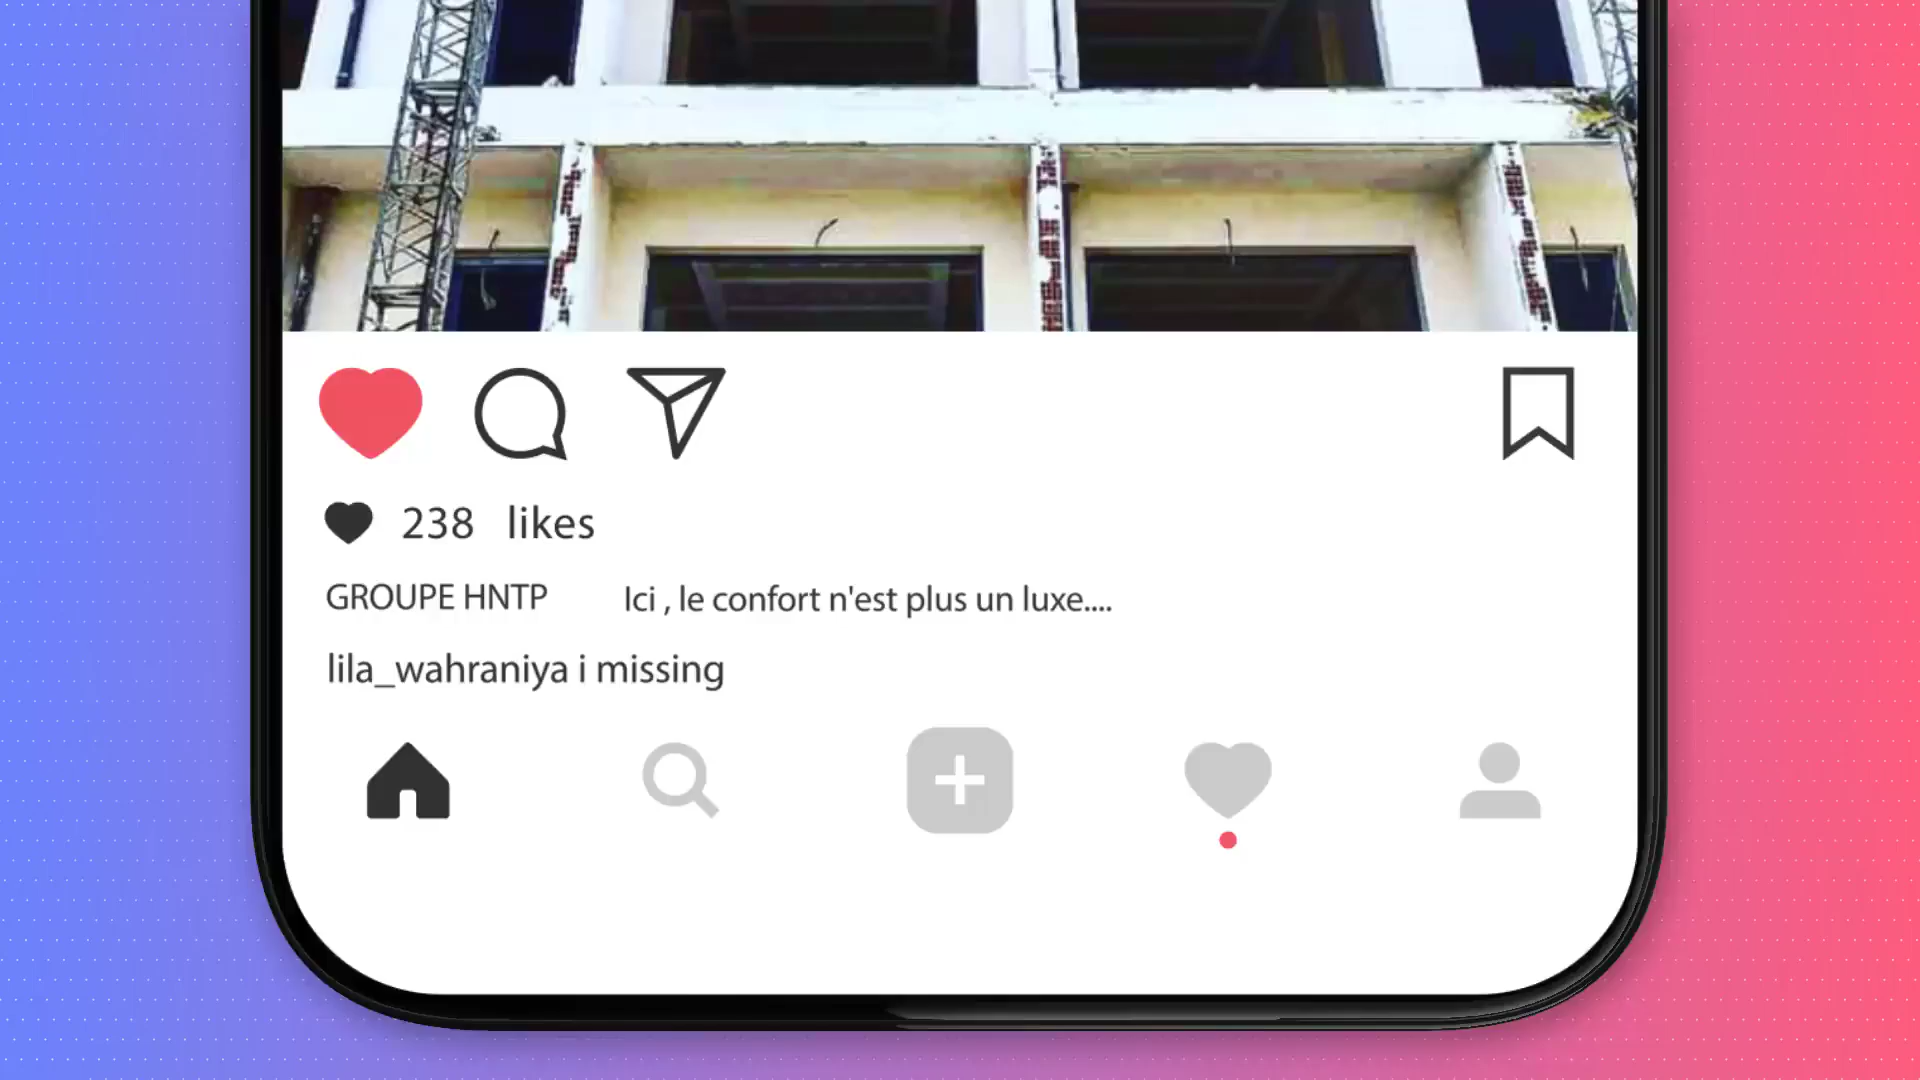 238 likes
GROUPE HNTP Ici , le confort n'est plus un luxe....
lila_wahraniya i missing